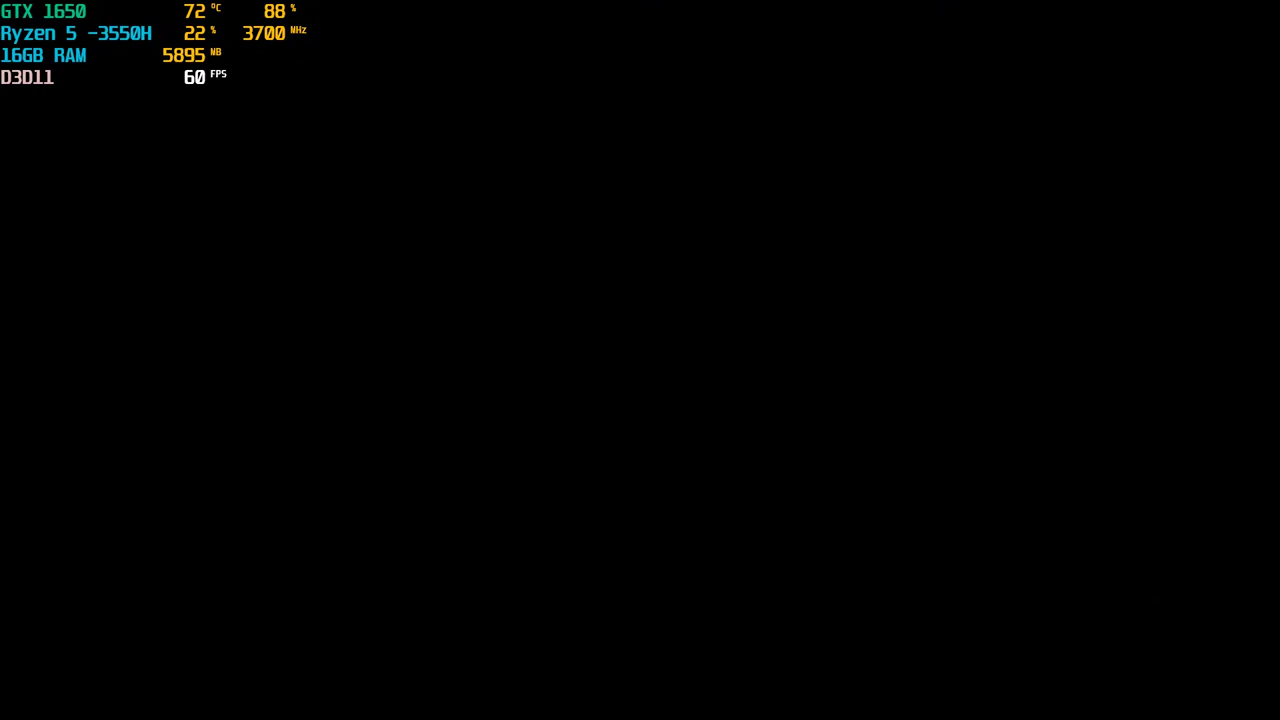 GTX 1650 72 °C 88 %
Ryzen 5 -3550H 22 % 3700 MHz
16GB RAM 5895 MB
D3D11 60 FPS